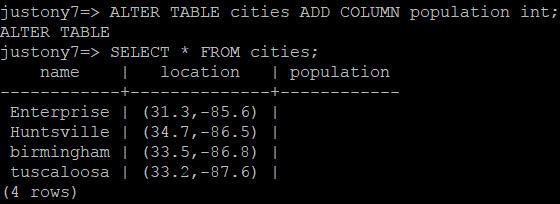 justony7=> ALTER TABLE cities ADD COLUMN population int;
ALTER TABLE
justony7=> SELECT * FROM cities;
    name    |   location   | population
------------+--------------+------------
 Enterprise | (31.3,-85.6) |
 Huntsville | (34.7,-86.5) |
 birmingham | (33.5,-86.8) |
 tuscaloosa | (33.2,-87.6) |
(4 rows)